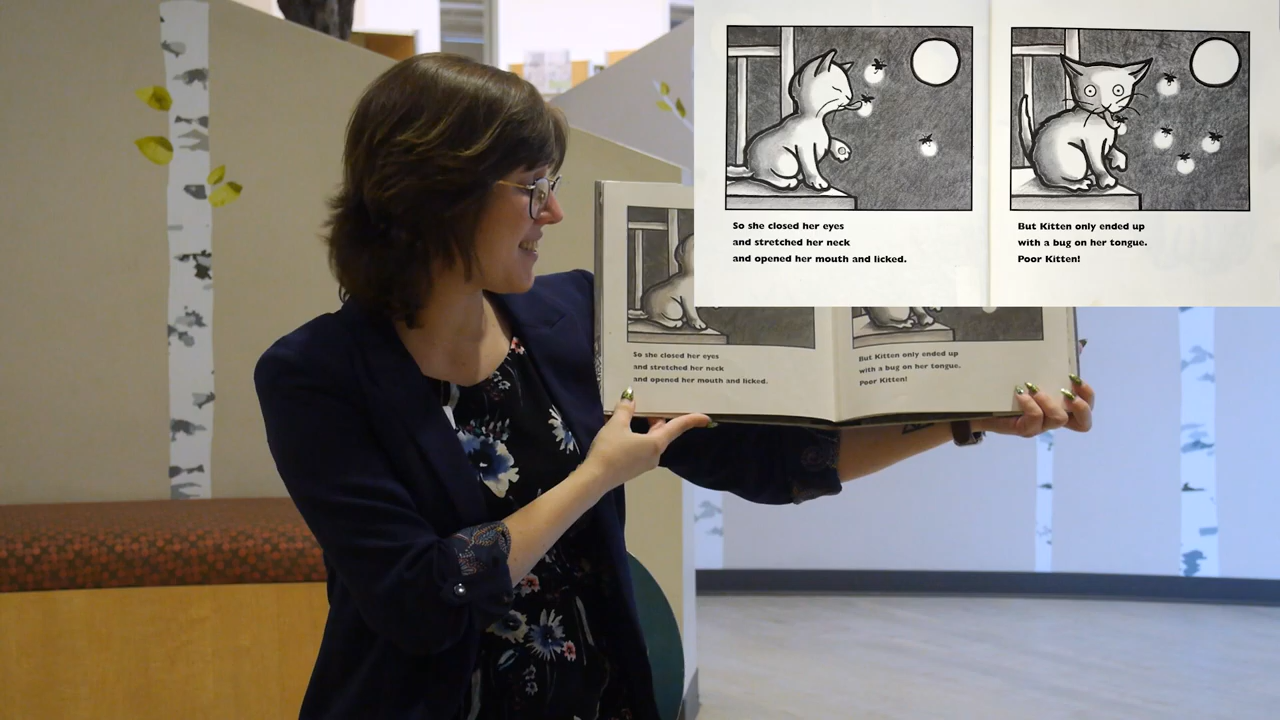 So she closed her eyes
and stretched her neck
and opened her mouth and licked.
But Kitten only ended up
with a bug on her tongue.
Poor Kitten!
So she closed her eyes
and stretched her neck
and opened her mouth and licked.
But Kitten only ended up
with a bug on her tongue.
Poor Kitten!